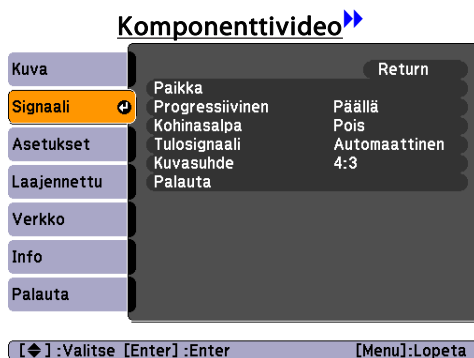 Komponenttivideo
Kuva
Return
Signaali
Paikka
Progressiivinen Päällä
Kohinasalpa Pois
Tulosignaali Automaattinen
Kuvasuhde 4:3
Palauta
Asetukset
Laajennettu
Verkko
Info
Palauta
[◆] :Valitse [Enter] :Enter [Menu]:Lopeta